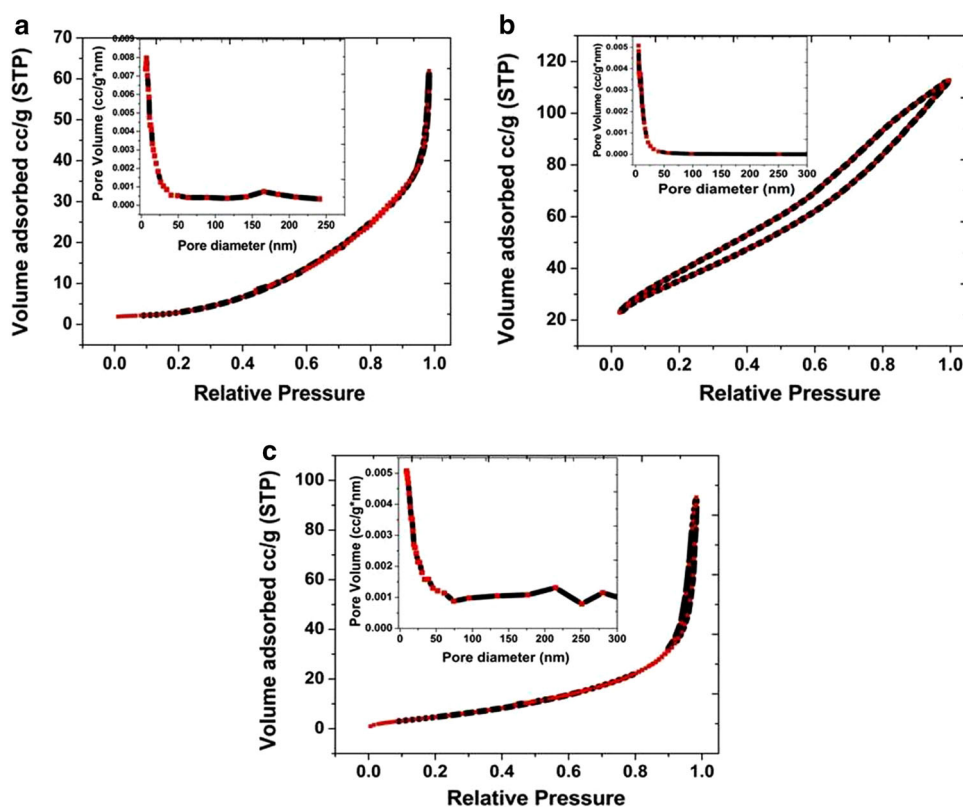 a
Volume adsorbed cc/g (STP)
70
60
50
40
30
20
10
0
0.0 0.2 0.4 0.6 0.8 1.0
Relative Pressure
Pore Volume (cc/g*nm)
0.009
0.008
0.007
0.006
0.005
0.004
0.003
0.002
0.001
0.000
0 50 100 150 200 250
Pore diameter (nm)
b
Volume adsorbed cc/g (STP)
120
100
80
60
40
20
0.0 0.2 0.4 0.6 0.8 1.0
Relative Pressure
Pore Volume (cc/g*nm)
0.005
0.004
0.003
0.002
0.001
0.000
0 50 100 150 200 250 300
Pore diameter (nm)
c
Volume adsorbed cc/g (STP)
100
80
60
40
20
0
0.0 0.2 0.4 0.6 0.8 1.0
Relative Pressure
Pore Volume (cc/g*nm)
0.005
0.004
0.003
0.002
0.001
0.000
0 50 100 150 200 250 300
Pore diameter (nm)